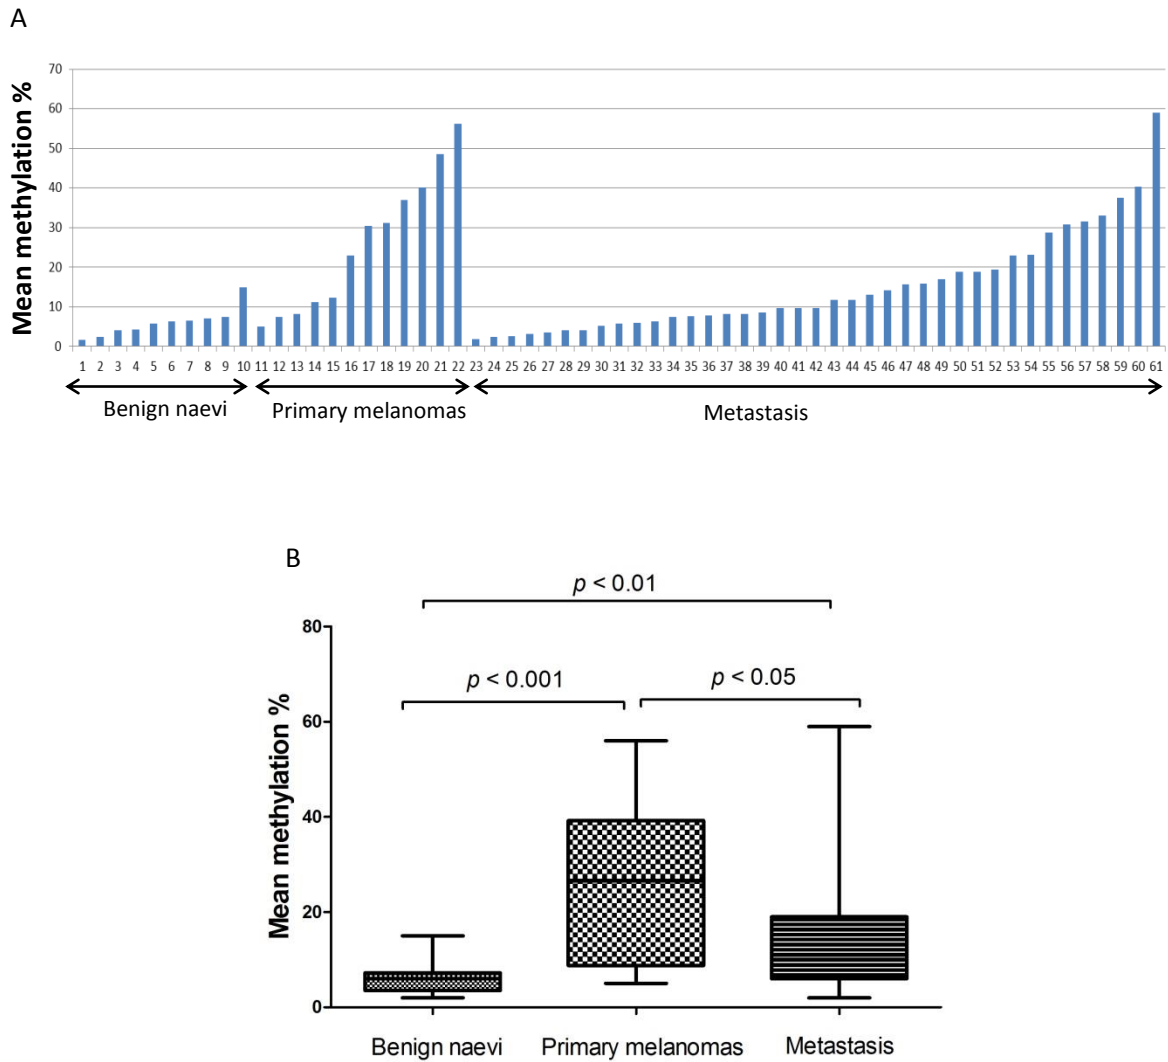 A
Mean methylation %
70
60
50
40
30
20
10
0
1 2 3 4 5 6 7 8 9 10 11 12 13 14 15 16 17 18 19 20 21 22 23 24 25 26 27 28 29 30 31 32 33 34 35 36 37 38 39 40 41 42 43 44 45 46 47 48 49 50 51 52 53 54 55 56 57 58 59 60 61
Benign naevi Primary melanomas Metastasis
B
p < 0.01
p < 0.001 p < 0.05
Mean methylation %
80
60
40
20
0
Benign naevi Primary melanomas Metastasis